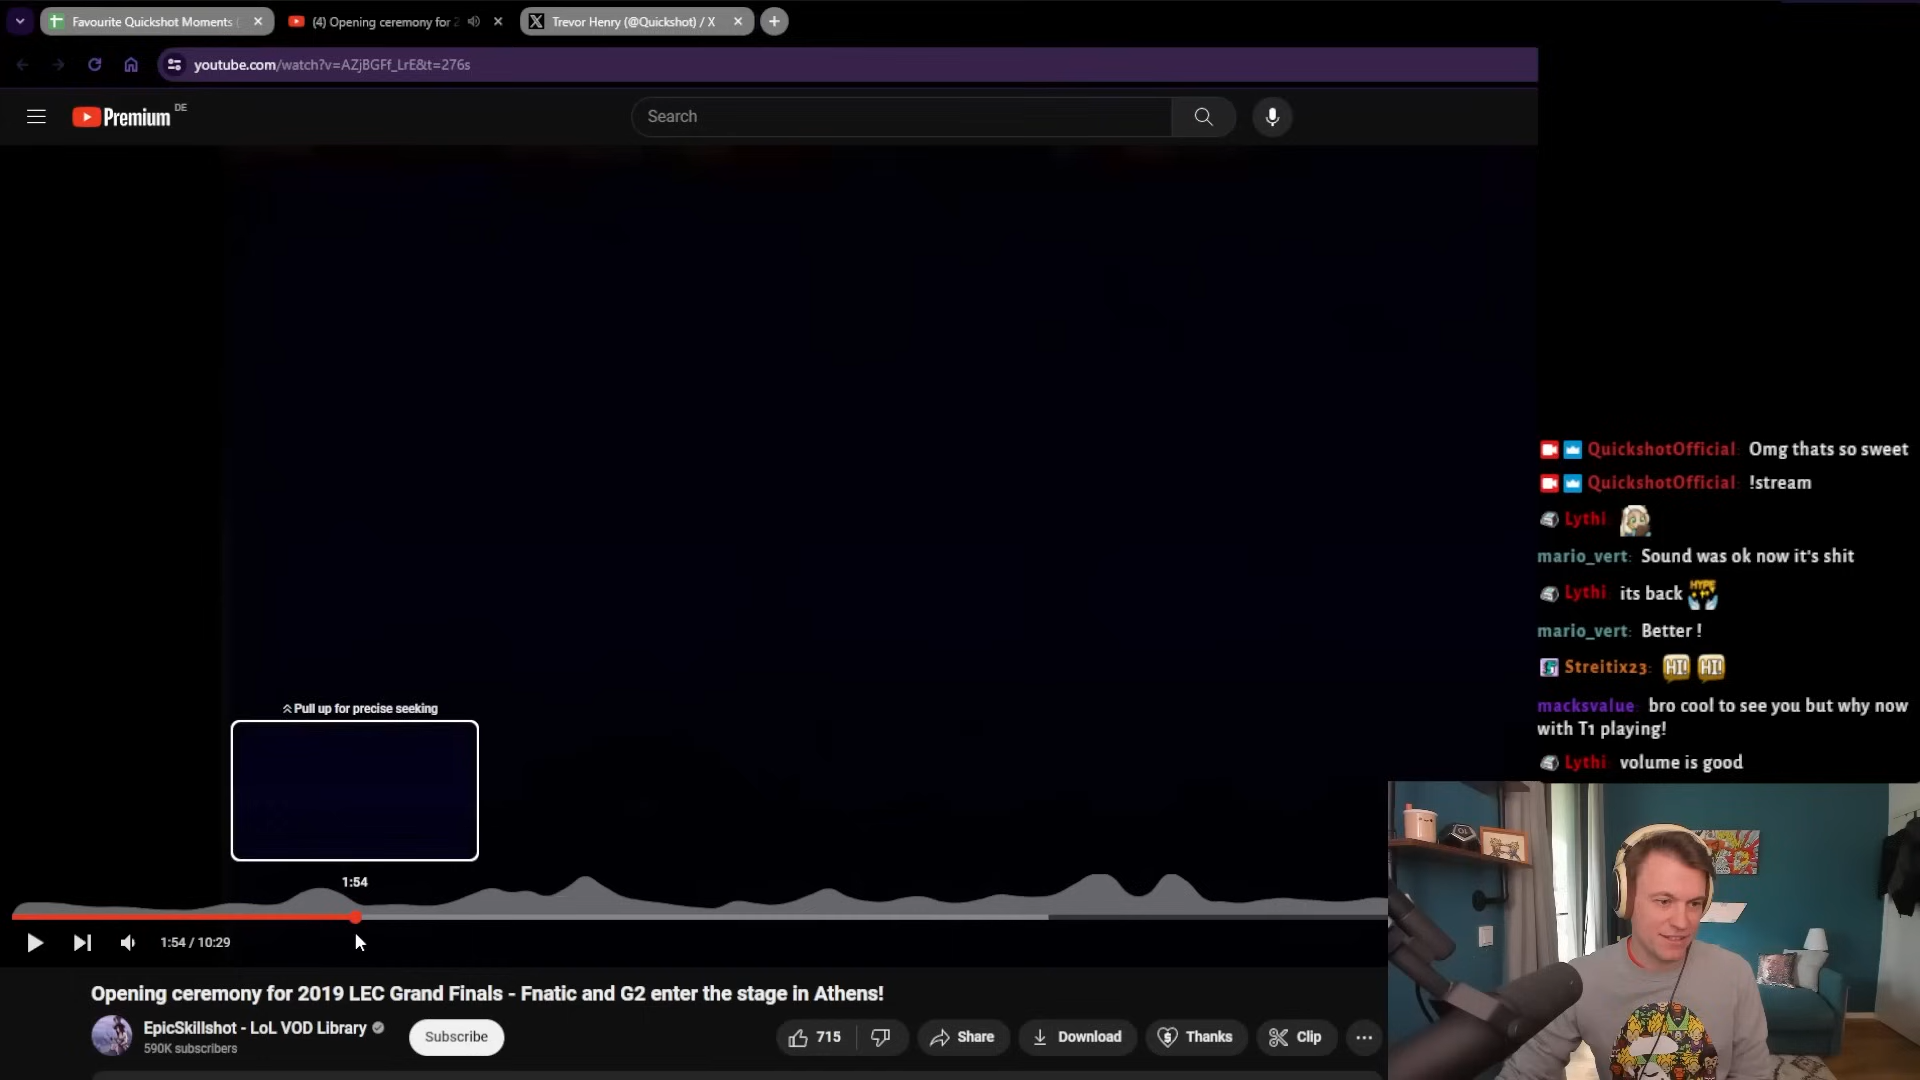 Favourite Quickshot Moments
(4) Opening ceremony for 2
Trevor Henry (@Quickshot) / X
youtube.com/watch?v=AZjBGFf_LrE&t=276s
Premium DE
Search
QuickshotOfficial: Omg thats so sweet
QuickshotOfficial: !stream
Lythi
mario_vert: Sound was ok now it's shit
Lythi its back HYPE
mario_vert: Better !
Streitix23: HI! HI!
macksvalue bro cool to see you but why now
with T1 playing!
Lythi volume is good
Pull up for precise seeking
1:54
1:54 / 10:29
Opening ceremony for 2019 LEC Grand Finals - Fnatic and G2 enter the stage in Athens!
EpicSkillshot - LoL VOD Library
590K subscribers
Subscribe
715
Share
Download
Thanks
Clip